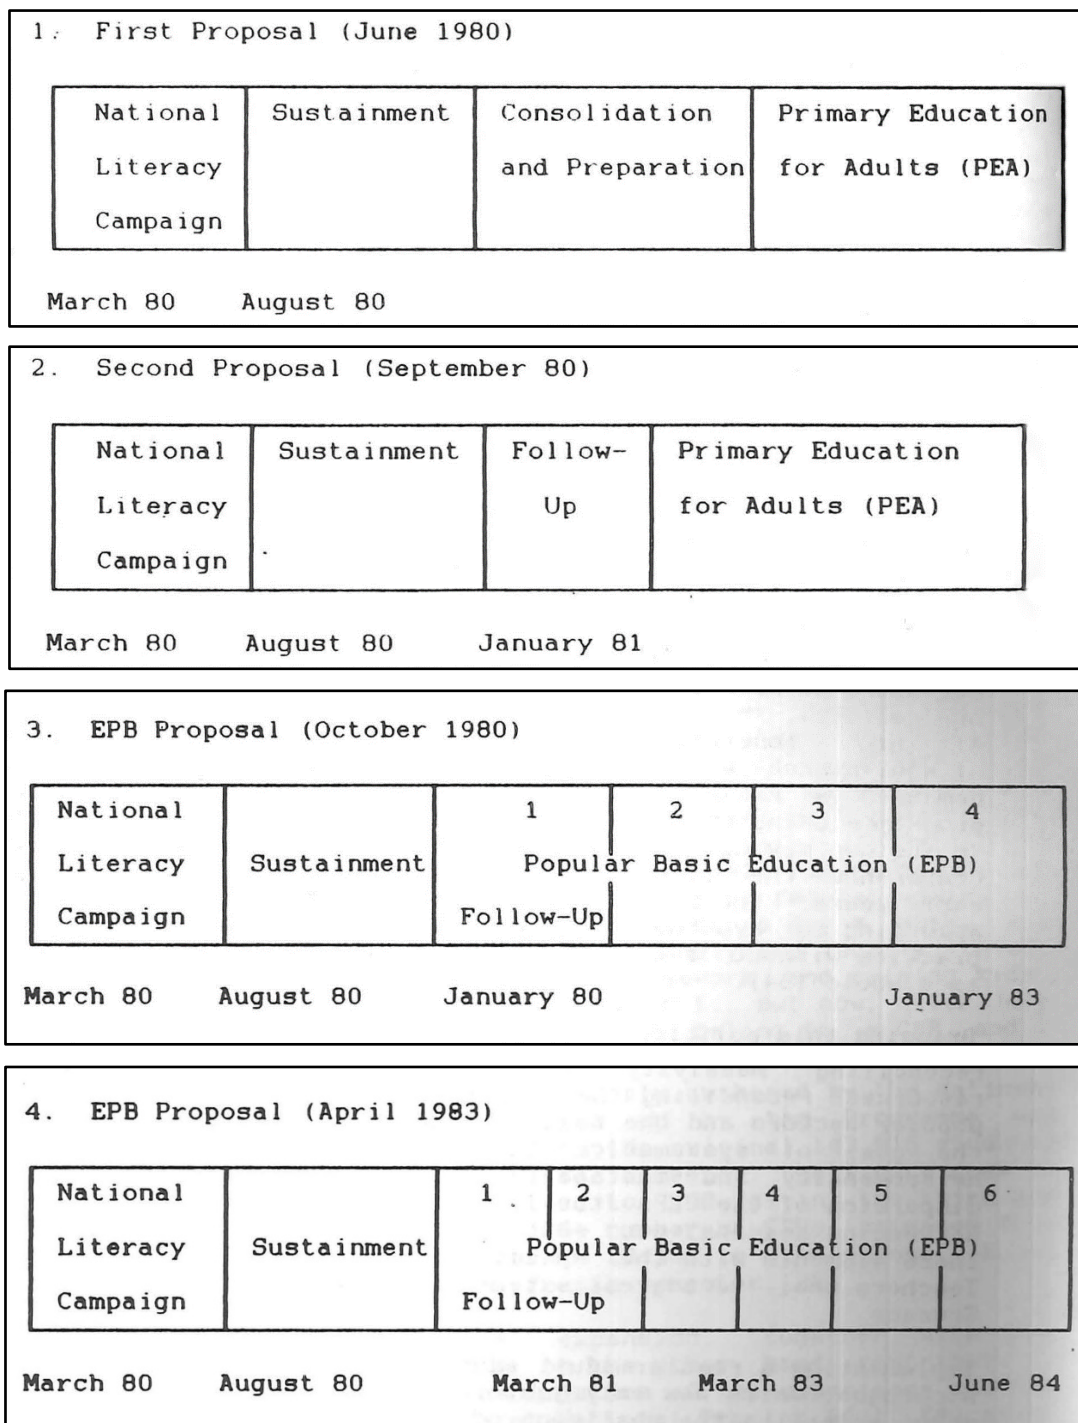 1. First Proposal (June 1980)
National Sustainment Consolidation Primary Education
Literacy and Preparation for Adults (PEA)
Campaign
March 80 August 80
2. Second Proposal (September 80)
National Sustainment Follow- Primary Education
Literacy Up for Adults (PEA)
Campaign
March 80 August 80 January 81
3. EPB Proposal (October 1980)
National 1 2 3 4
Literacy Sustainment Popular Basic Education (EPB)
Campaign Follow-Up
March 80 August 80 January 80 January 83
4. EPB Proposal (April 1983)
National 1 2 3 4 5 6
Literacy Sustainment Popular Basic Education (EPB)
Campaign Follow-Up
March 80 August 80 March 81 March 83 June 84